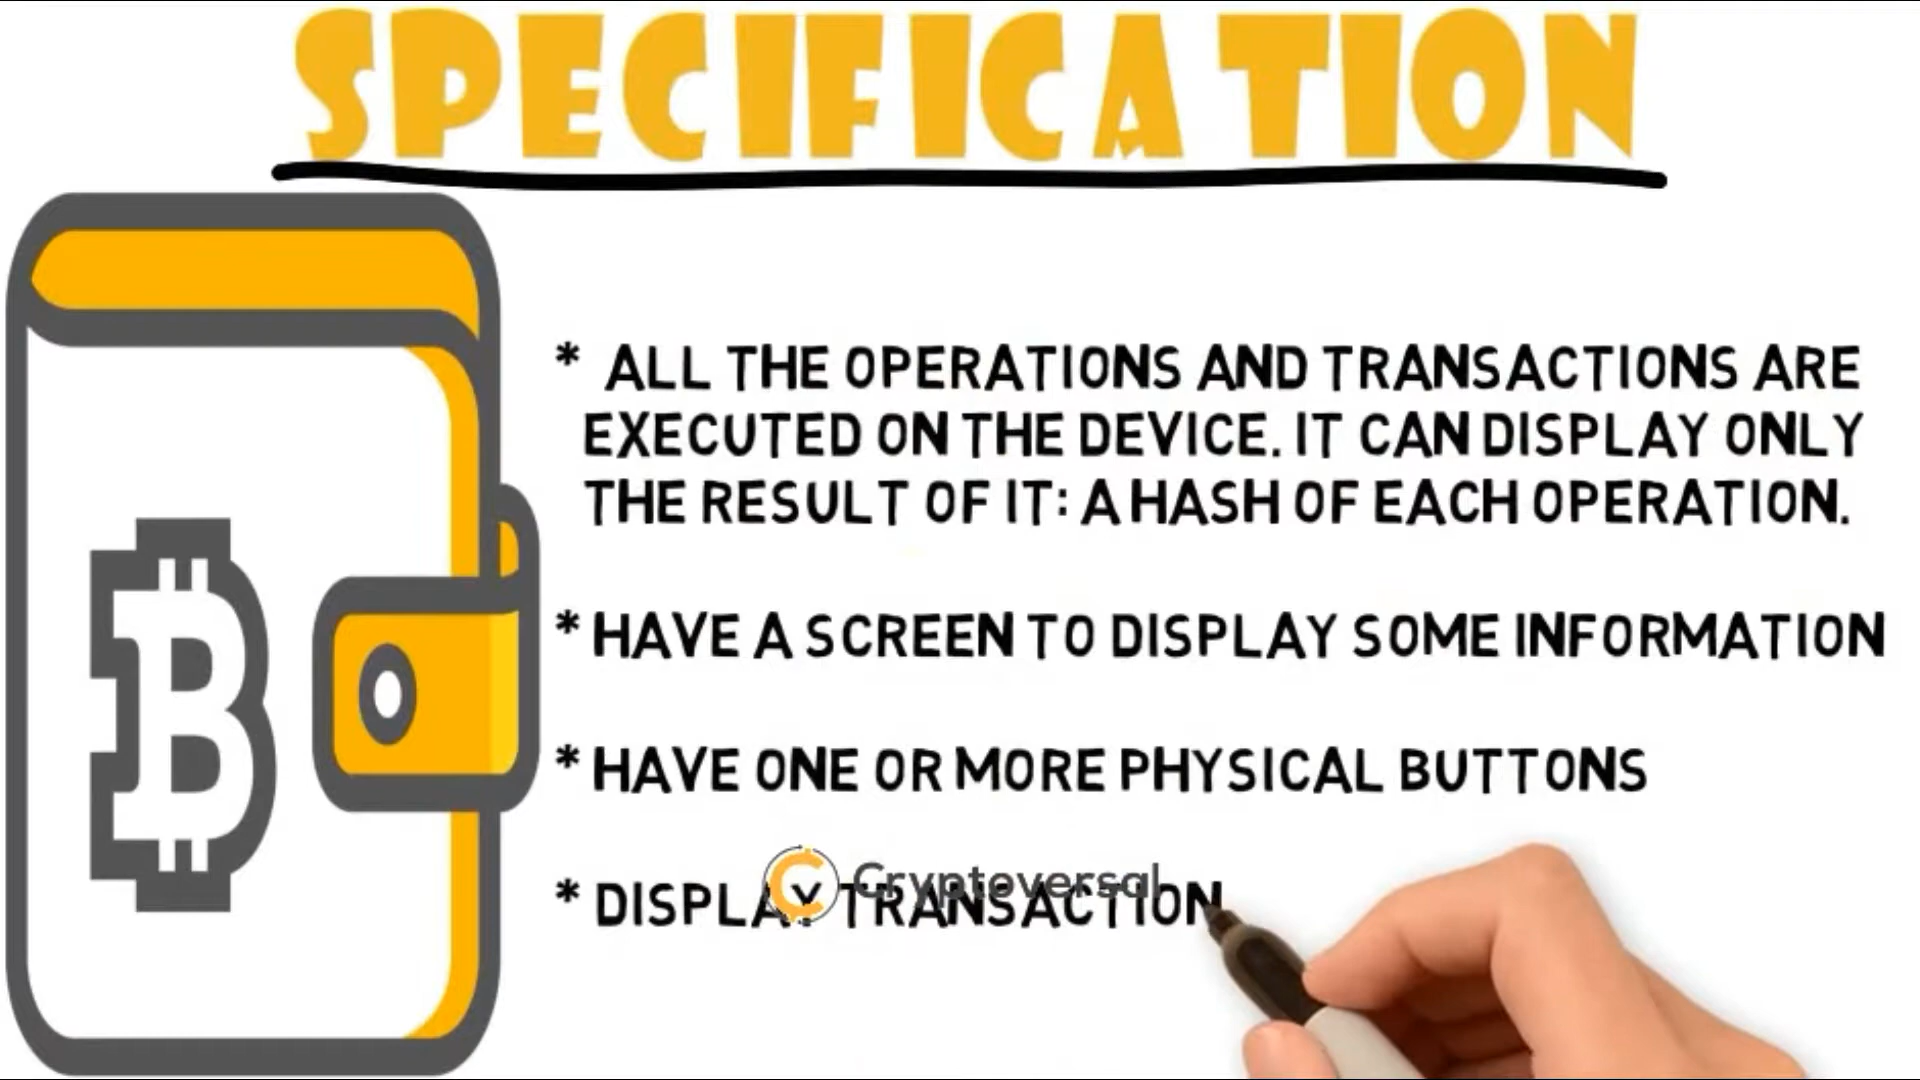 SPECIFICATION
* ALL THE OPERATIONS AND TRANSACTIONS ARE
EXECUTED ON THE DEVICE. IT CAN DISPLAY ONLY
THE RESULT OF IT: A HASH OF EACH OPERATION.
* HAVE A SCREEN TO DISPLAY SOME INFORMATION
* HAVE ONE OR MORE PHYSICAL BUTTONS
Cryptoversal
* DISPLAY TRANSACTION